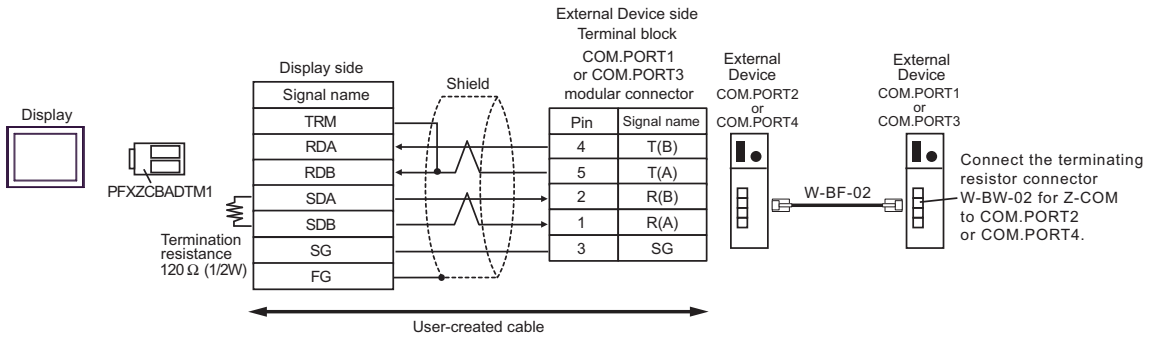 Display
PFXZCBADTM1
Termination
resistance
120 Ω (1/2W)
Display side
Signal name
TRM
RDA
RDB
SDA
SDB
SG
FG
Shield
User-created cable
External Device side
Terminal block
COM.PORT1
or COM.PORT3
modular connector
Pin Signal name
4 T(B)
5 T(A)
2 R(B)
1 R(A)
3 SG
External
Device
COM.PORT2
or
COM.PORT4
W-BF-02
External
Device
COM.PORT1
or
COM.PORT3
Connect the terminating
resistor connector
W-BW-02 for Z-COM
to COM.PORT2
or COM.PORT4.